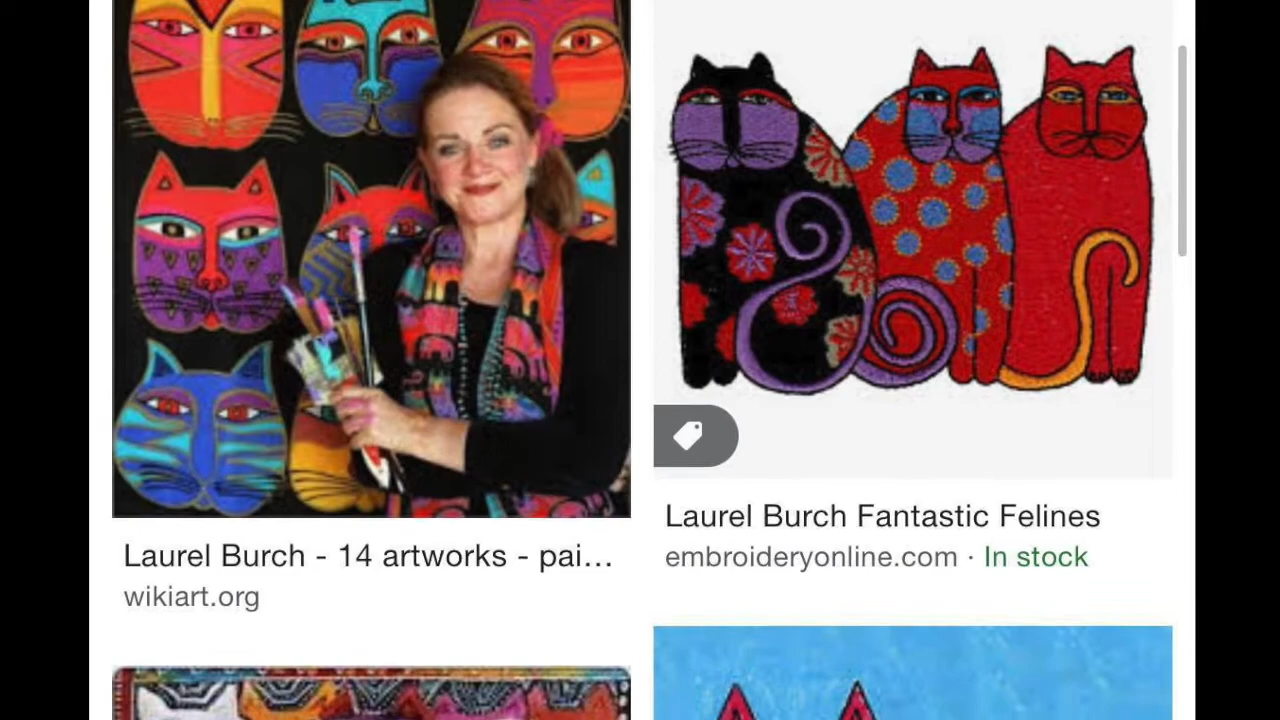 Laurel Burch - 14 artworks - pai...
wikiart.org
Laurel Burch Fantastic Felines
embroideryonline.com · In stock